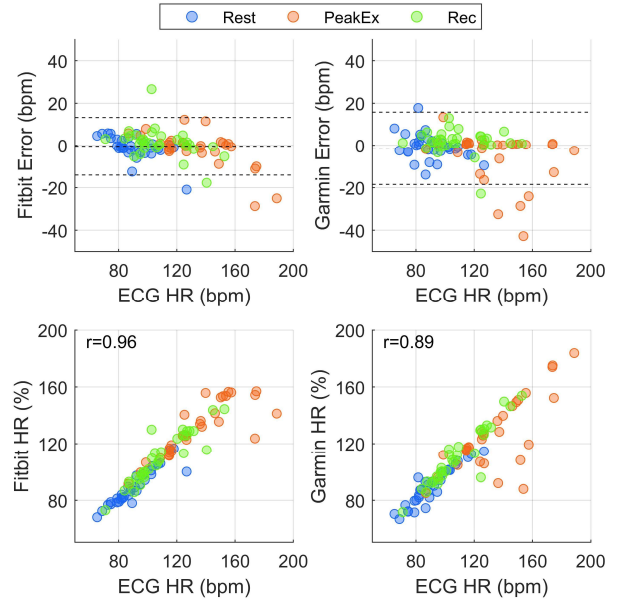 Rest PeakEx Rec
40
20
0
-20
-40
Fitbit Error (bpm)
80 120 160 200
ECG HR (bpm)
40
20
0
-20
-40
Garmin Error (bpm)
80 120 160 200
ECG HR (bpm)
r=0.96
200
160
120
80
Fitbit HR (%)
80 120 160 200
ECG HR (bpm)
r=0.89
200
160
120
80
Garmin HR (%)
80 120 160 200
ECG HR (bpm)